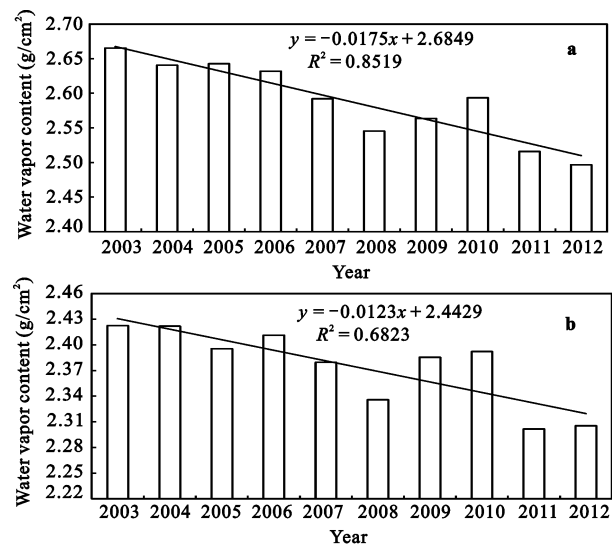 2.70
2.65
2.60
2.55
2.50
2.45
2.40
Water vapor content (g/cm²)
y = −0.0175x + 2.6849
R² = 0.8519
a
2003 2004 2005 2006 2007 2008 2009 2010 2011 2012
Year
2.46
2.43
2.40
2.37
2.34
2.31
2.28
2.25
2.22
Water vapor content (g/cm²)
y = −0.0123x + 2.4429
R² = 0.6823
b
2003 2004 2005 2006 2007 2008 2009 2010 2011 2012
Year